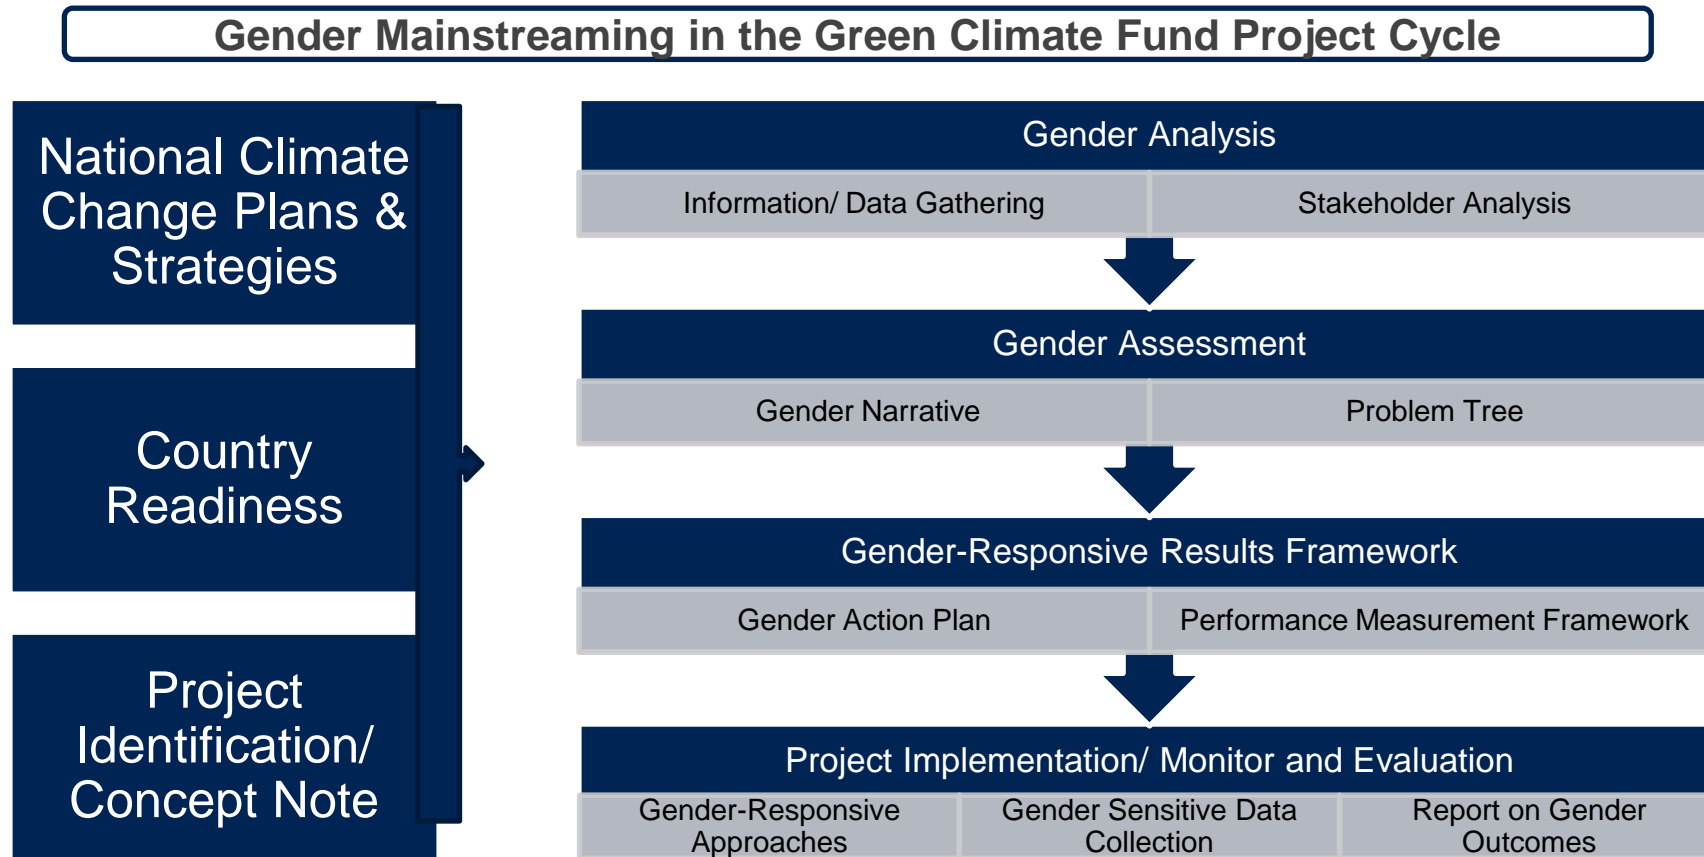 Gender Mainstreaming in the Green Climate Fund Project Cycle
National Climate
Change Plans &
Strategies
Country
Readiness
Project
Identification/
Concept Note
Gender Analysis
Information/ Data Gathering
Stakeholder Analysis
Gender Assessment
Gender Narrative
Problem Tree
Gender-Responsive Results Framework
Gender Action Plan
Performance Measurement Framework
Project Implementation/ Monitor and Evaluation
Gender-Responsive
Approaches
Gender Sensitive Data
Collection
Report on Gender
Outcomes